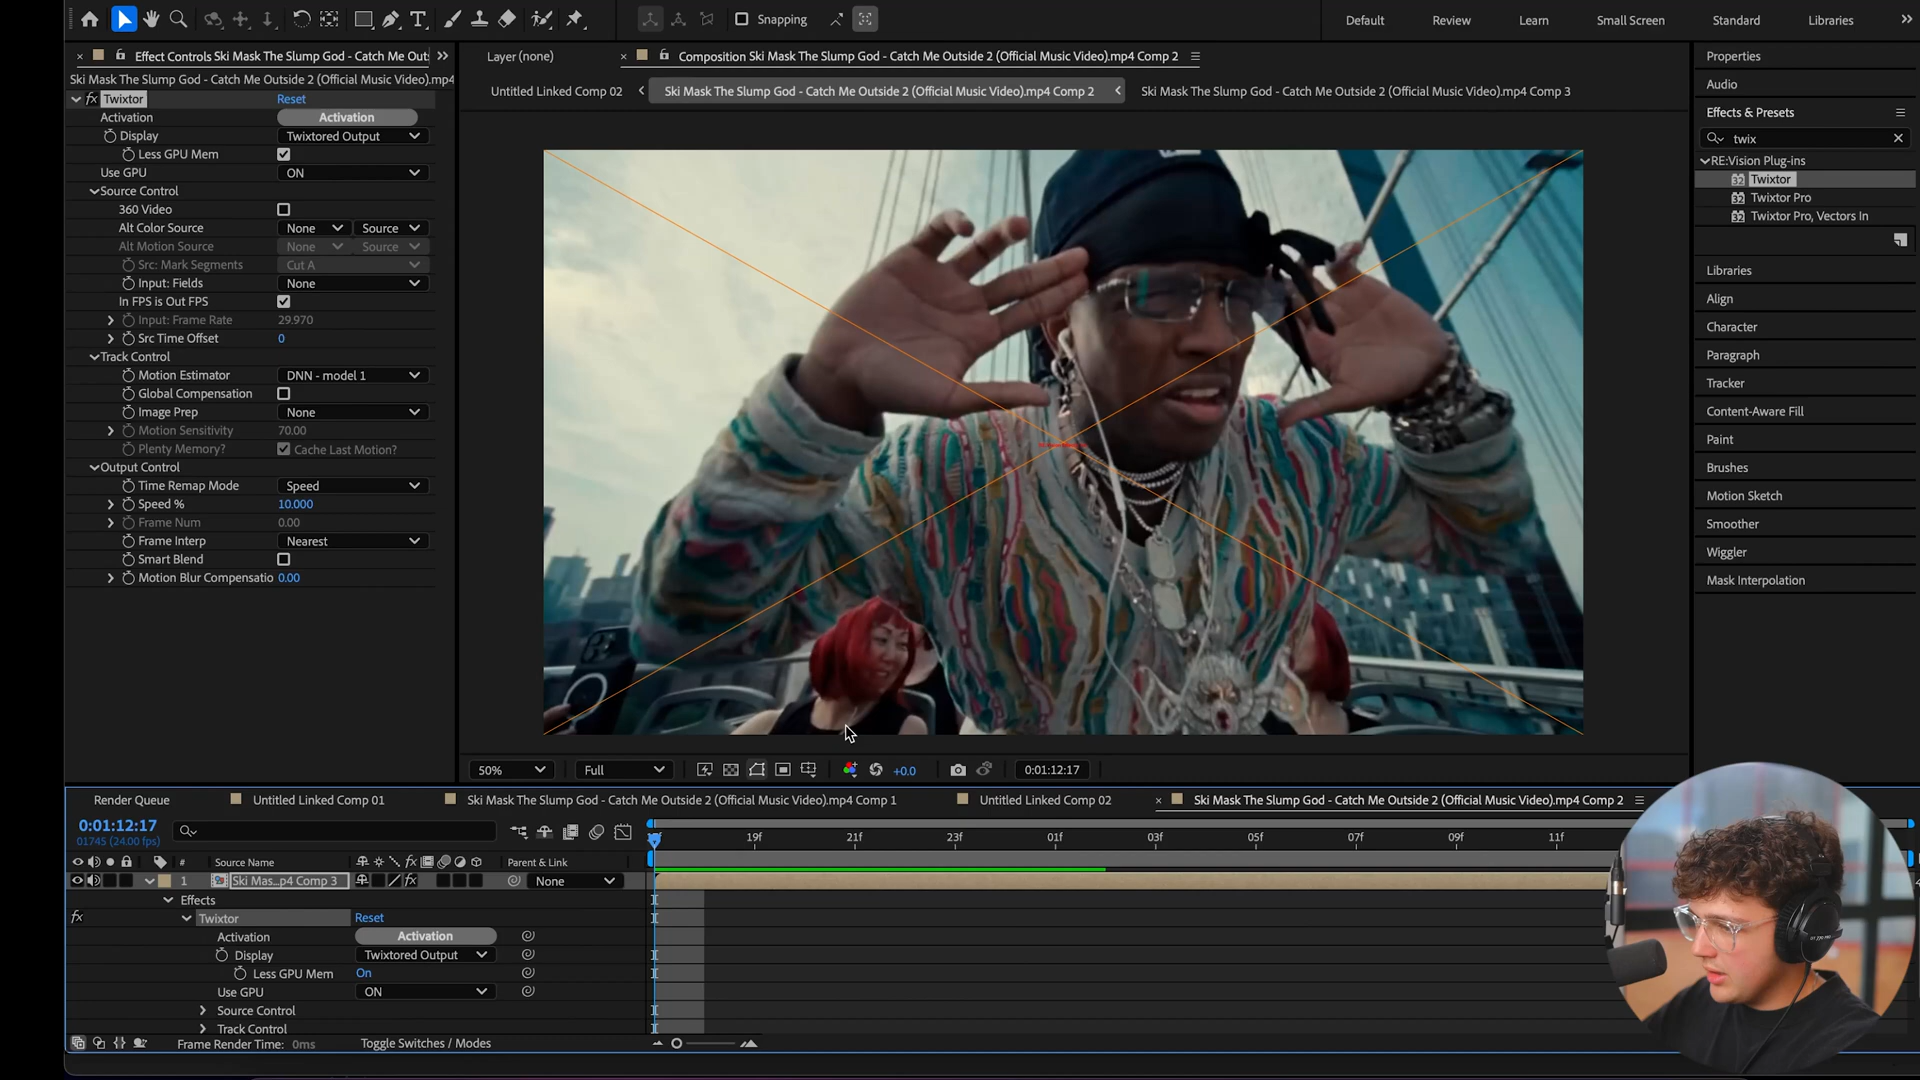 Snapping
Default
Review
Learn
Small Screen
Standard
Libraries
Effect Controls Ski Mask The Slump God - Catch Me Out
Layer (none)
Composition Ski Mask The Slump God - Catch Me Outside 2 (Official Music Video).mp4 Comp 2
Properties
Ski Mask The Slump God - Catch Me Outside 2 (Official Music Video).mp4
Untitled Linked Comp 02
Ski Mask The Slump God - Catch Me Outside 2 (Official Music Video).mp4 Comp 2
Ski Mask The Slump God - Catch Me Outside 2 (Official Music Video).mp4 Comp 3
Audio
Effects & Presets
twix
RE:Vision Plug-ins
32 Twixtor
32 Twixtor Pro
32 Twixtor Pro, Vectors In
Libraries
Align
Character
Paragraph
Tracker
Content-Aware Fill
Paint
Brushes
Motion Sketch
Smoother
Wiggler
Mask Interpolation
fx Twixtor Reset
Activation Activation
Display Twixtored Output
Less GPU Mem
Use GPU ON
Source Control
360 Video
Alt Color Source None Source
Alt Motion Source None Source
Src: Mark Segments Cut A
Input: Fields None
In FPS is Out FPS
Input: Frame Rate 29.970
Src Time Offset 0
Track Control
Motion Estimator DNN - model 1
Global Compensation
Image Prep None
Motion Sensitivity 70.00
Plenty Memory? Cache Last Motion?
Output Control
Time Remap Mode Speed
Speed % 10.000
Frame Num 0.00
Frame Interp Nearest
Smart Blend
Motion Blur Compensatio 0.00
50% Full +0.0 0:01:12:17
Render Queue
Untitled Linked Comp 01
Ski Mask The Slump God - Catch Me Outside 2 (Official Music Video).mp4 Comp 1
Untitled Linked Comp 02
Ski Mask The Slump God - Catch Me Outside 2 (Official Music Video).mp4 Comp 2
0:01:12:17
01745 (24.00 fps)
19f 21f 23f 01f 03f 05f 07f 09f 11f
# Source Name fx Parent & Link
1 Ski Mas...p4 Comp 3 fx None
Effects
fx Twixtor Reset
Activation Activation
Display Twixtored Output
Less GPU Mem On
Use GPU ON
Source Control
Track Control
Frame Render Time: 0ms Toggle Switches / Modes